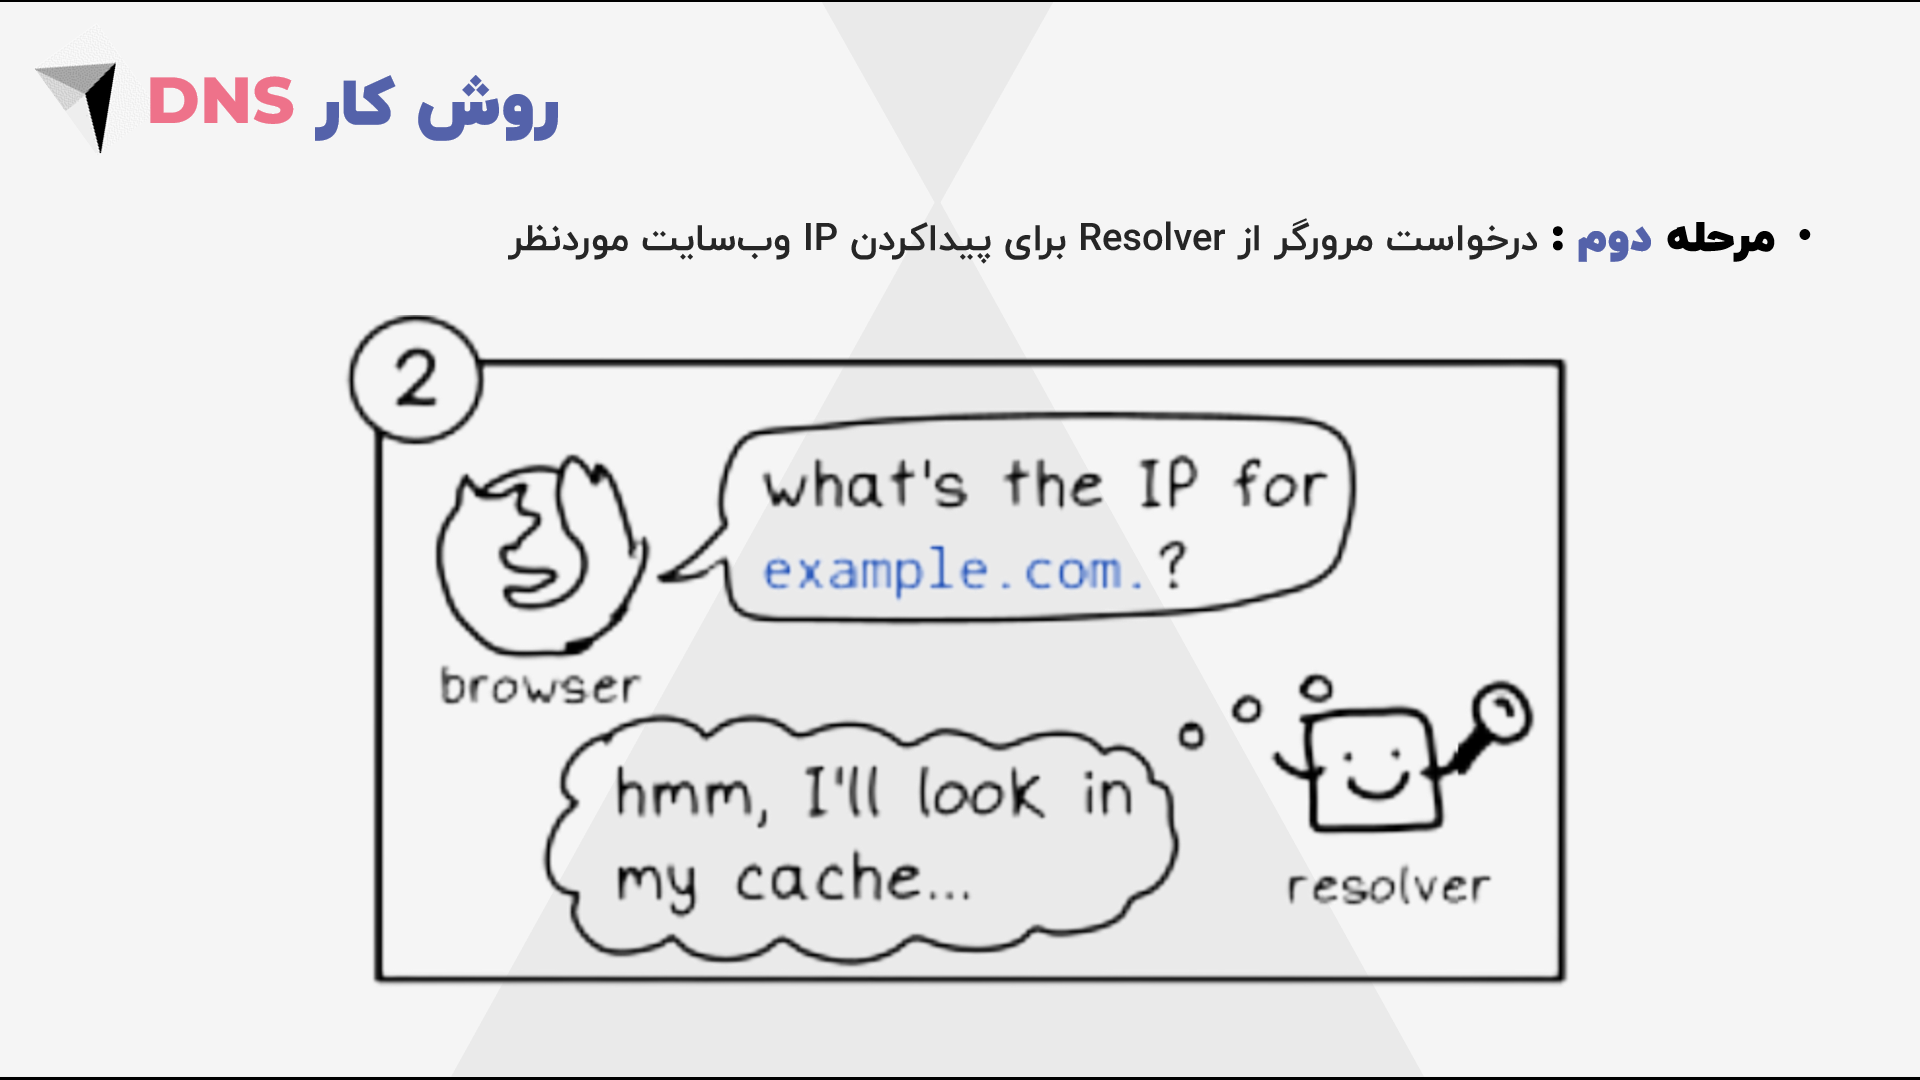 روش کار DNS
• مرحله دوم : درخواست مرورگر از Resolver برای پیداکردن IP وب‌سایت موردنظر
2
what's the IP for
example.com.?
browser
hmm, I'll look in
my cache...
resolver